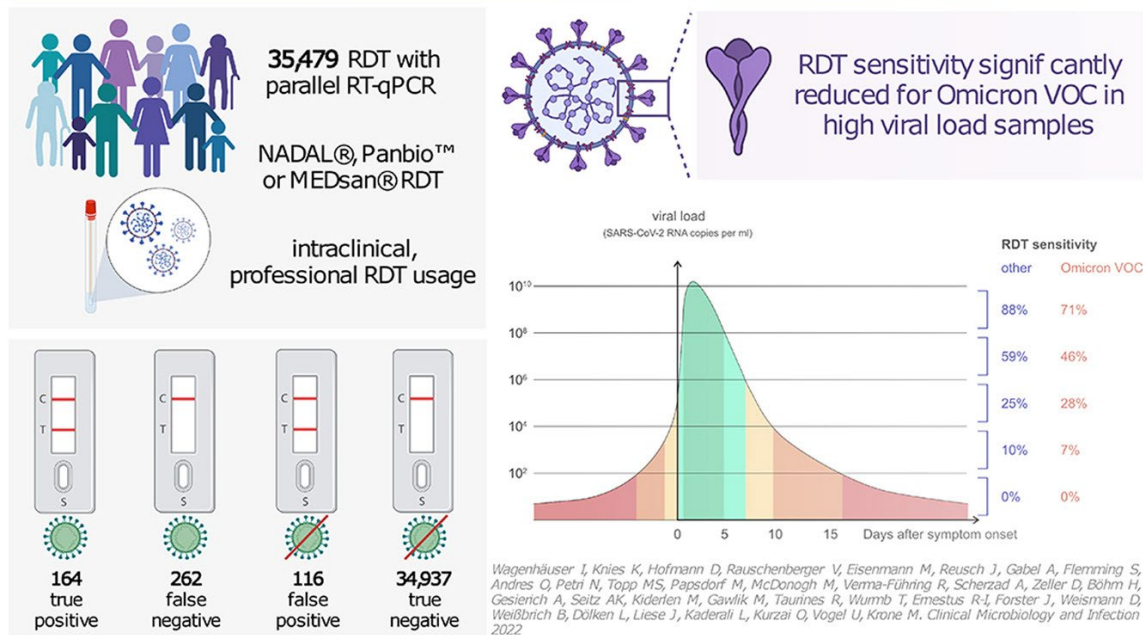 35,479 RDT with
parallel RT-qPCR
NADAL®, Panbio™
or MEDsan® RDT
intraclinical,
professional RDT usage
RDT sensitivity signif cantly
reduced for Omicron VOC in
high viral load samples
C
T
S
164
true
positive
C
T
S
262
false
negative
C
T
S
116
false
positive
C
T
S
34,937
true
negative
viral load
(SARS-CoV-2 RNA copies per ml)
10¹⁰
10⁸
10⁶
10⁴
10²
0 5 10 15 Days after symptom onset
RDT sensitivity
other Omicron VOC
88% 71%
59% 46%
25% 28%
10% 7%
0% 0%
Wagenhäuser I, Knies K, Hofmann D, Rauschenberger V, Eisenmann M, Reusch J, Gabel A, Flemming S,
Andres O, Petri N, Topp MS, Papsdorf M, McDonogh M, Verma-Führing R, Scherzad A, Zeller D, Böhm H,
Gesierich A, Seitz AK, Kiderlen M, Gawlik M, Taurines R, Wurmb T, Ernestus R-I, Forster J, Weismann D,
Weißbrich B, Dölken L, Liese J, Kaderali L, Kurzai O, Vogel U, Krone M. Clinical Microbiology and Infection,
2022